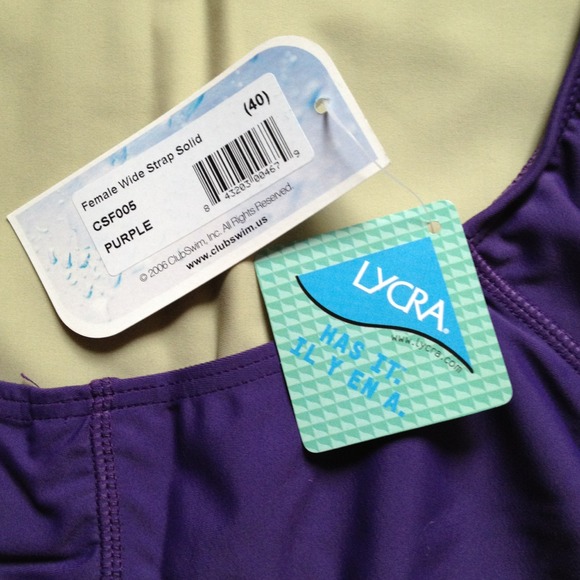 Female Wide Strap Solid
(40)
CSF005
PURPLE
8 43203 00467 9
© 2006 ClubSwim, Inc. All Rights Reserved.
www.clubswim.us
LYCRA®
www.lycra.com
HAS IT.
IL Y EN A.